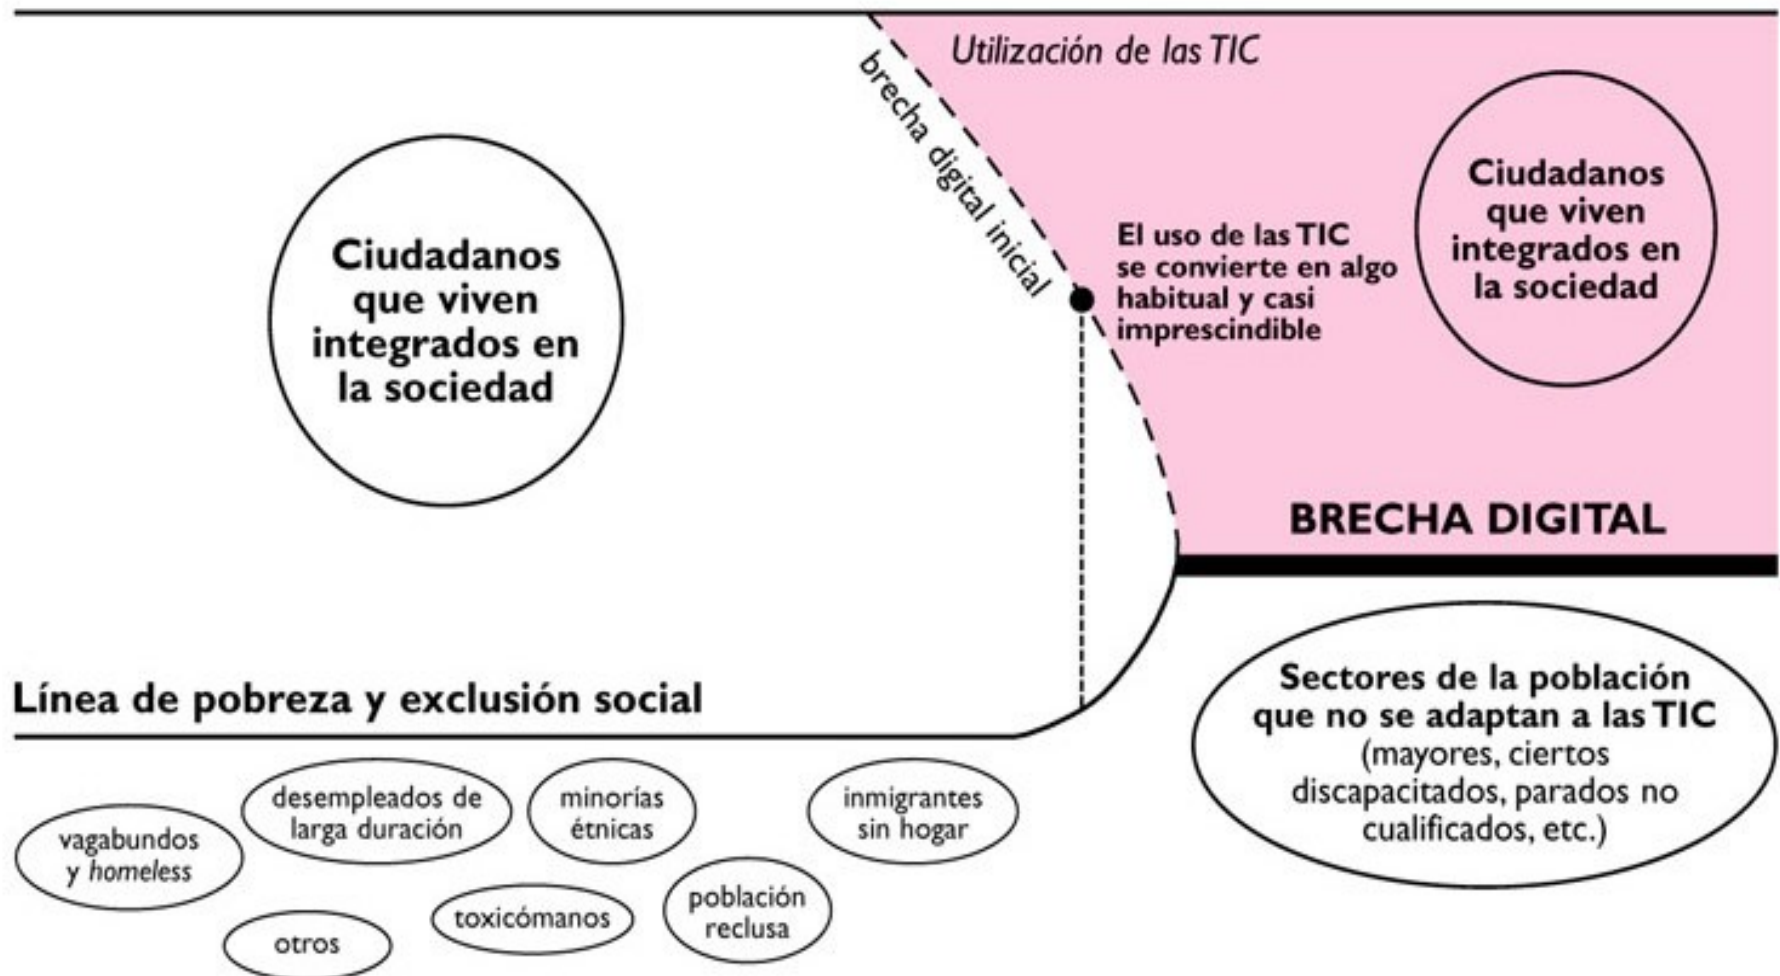 Utilización de las TIC
brecha digital inicial
Ciudadanos
que viven
integrados en
la sociedad
El uso de las TIC
se convierte en algo
habitual y casi
imprescindible
Ciudadanos
que viven
integrados en
la sociedad
BRECHA DIGITAL
Línea de pobreza y exclusión social
Sectores de la población
que no se adaptan a las TIC
(mayores, ciertos
discapacitados, parados no
cualificados, etc.)
vagabundos
y homeless
desempleados de
larga duración
minorías
étnicas
inmigrantes
sin hogar
otros
toxicómanos
población
reclusa